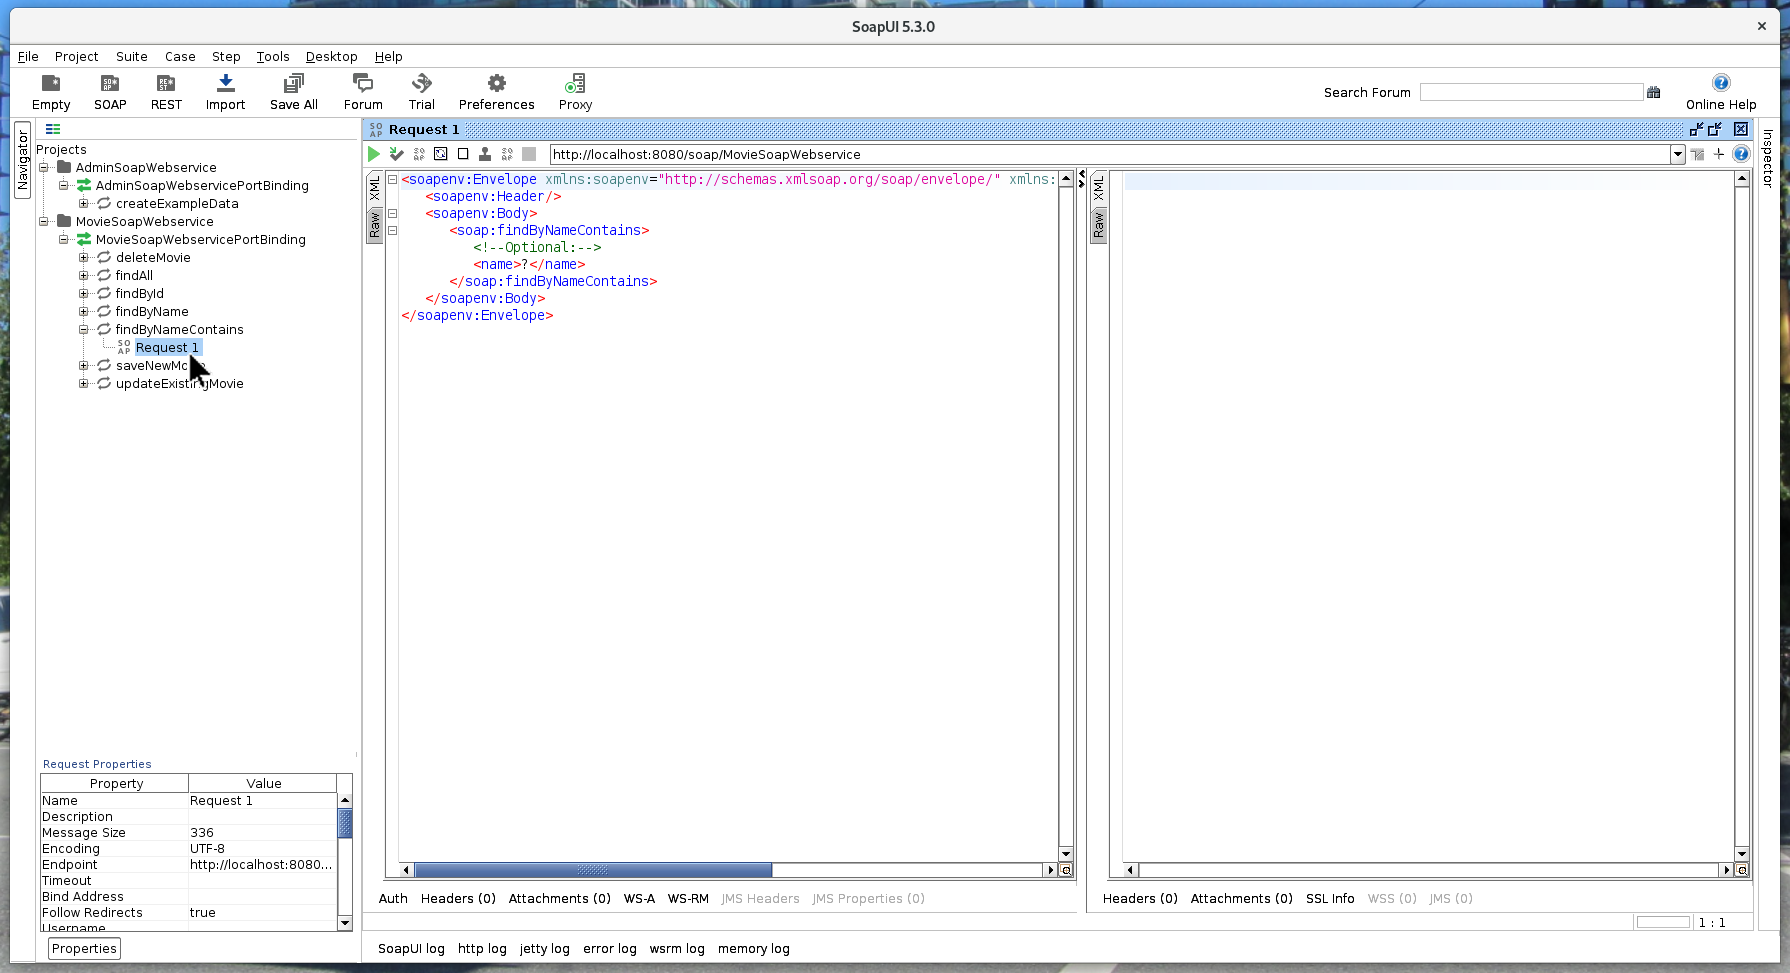 SoapUI 5.3.0
File Project Suite Case Step Tools Desktop Help
Empty SOAP REST Import Save All Forum Trial Preferences Proxy Search Forum Online Help
Navigator
Projects
AdminSoapWebservice
AdminSoapWebservicePortBinding
createExampleData
MovieSoapWebservice
MovieSoapWebservicePortBinding
deleteMovie
findAll
findById
findByName
findByNameContains
Request 1
saveNewMo
updateExistingMovie
Request Properties
Property Value
Name Request 1
Description
Message Size 336
Encoding UTF-8
Endpoint http://localhost:8080...
Timeout
Bind Address
Follow Redirects true
Username
Properties
Request 1
http://localhost:8080/soap/MovieSoapWebservice
XML
Raw
<soapenv:Envelope xmlns:soapenv="http://schemas.xmlsoap.org/soap/envelope/" xmlns:
<soapenv:Header/>
<soapenv:Body>
<soap:findByNameContains>
<!--Optional:-->
<name>?</name>
</soap:findByNameContains>
</soapenv:Body>
</soapenv:Envelope>
XML
Raw
Inspector
Auth Headers (0) Attachments (0) WS-A WS-RM JMS Headers JMS Properties (0)
Headers (0) Attachments (0) SSL Info WSS (0) JMS (0)
1 : 1
SoapUI log http log jetty log error log wsrm log memory log